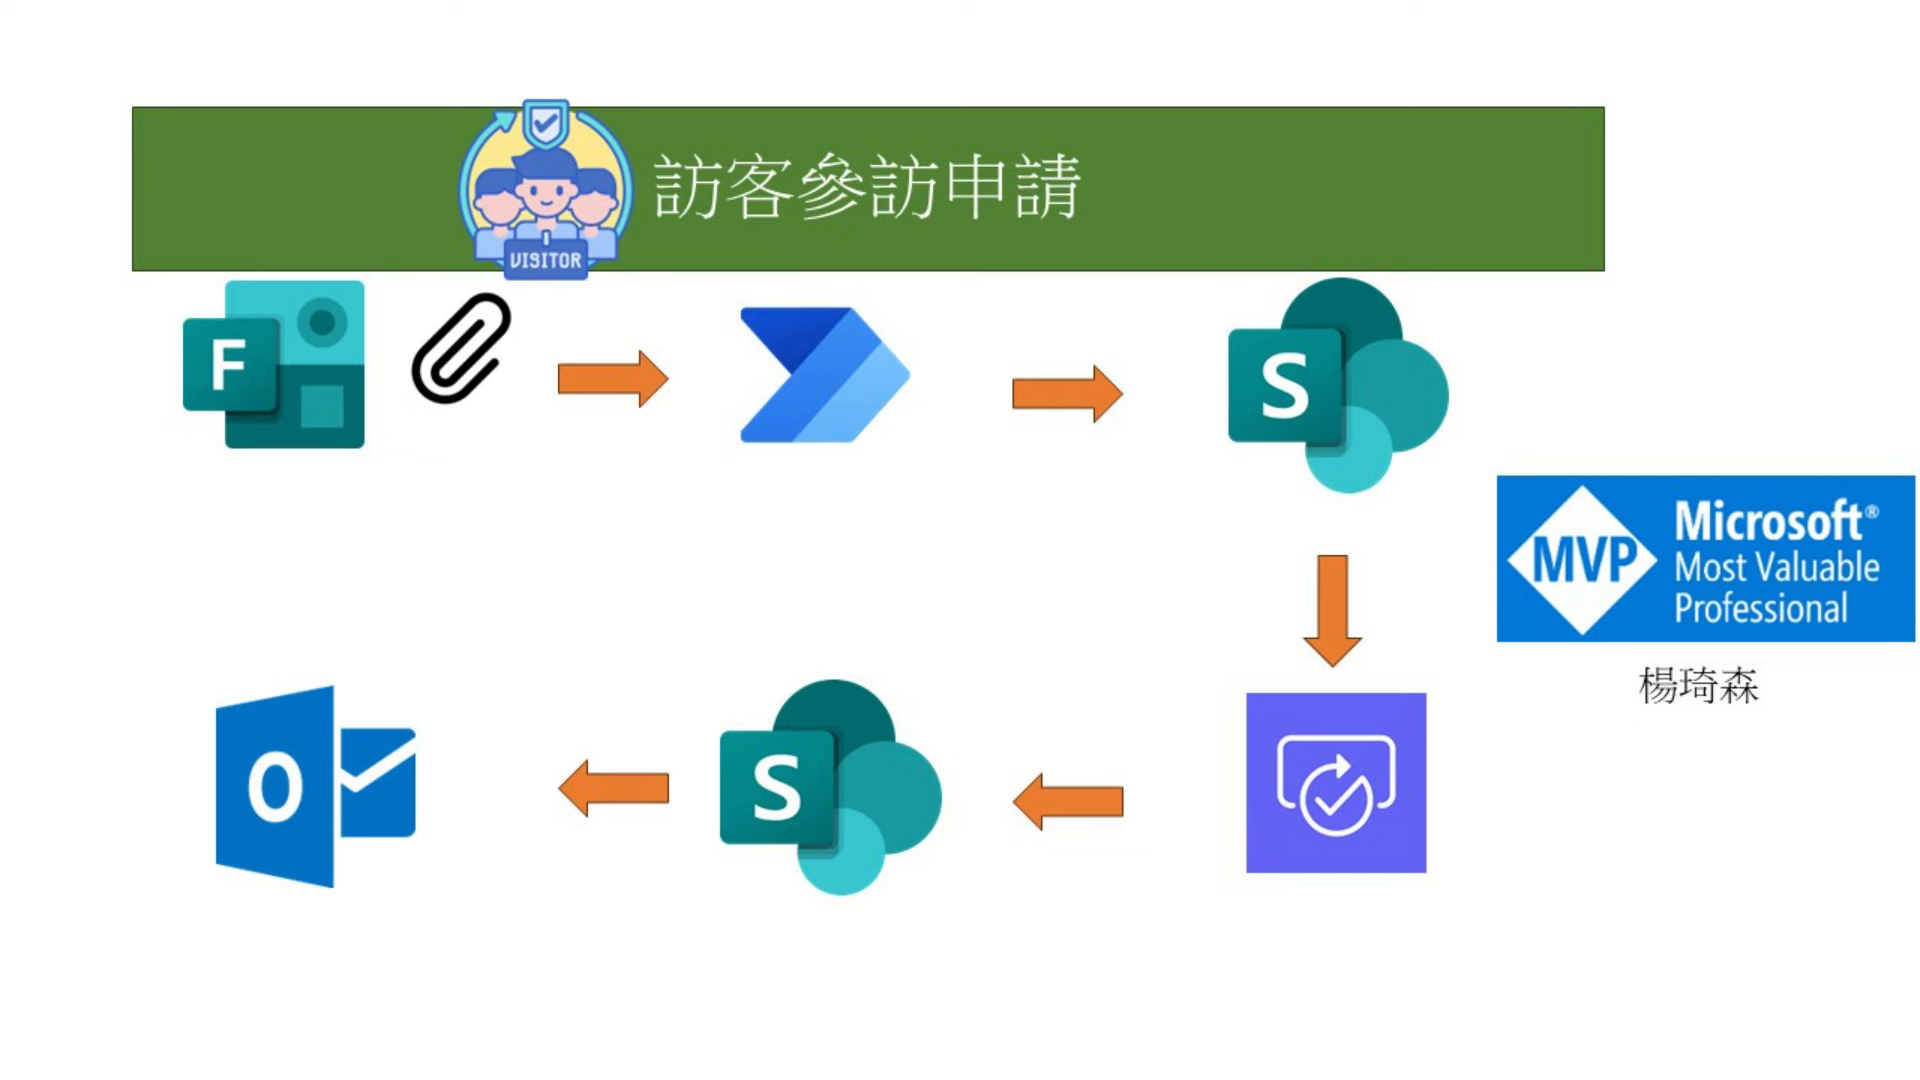 訪客參訪申請
VISITOR
F
S
MVP
Microsoft®
Most Valuable
Professional
楊琦森
O
S